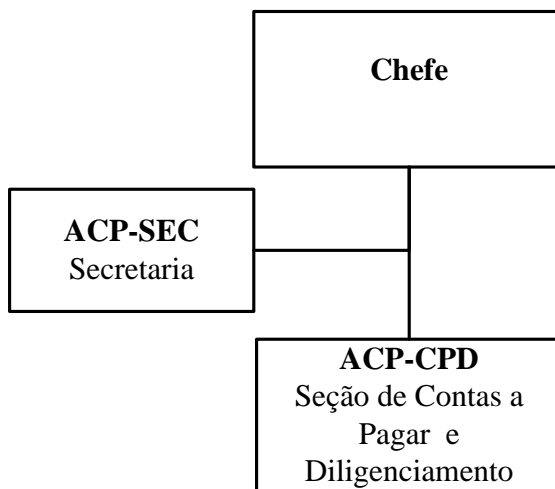 Chefe
ACP-SEC
Secretaria
ACP-CPD
Seção de Contas a
Pagar e
Diligenciamento